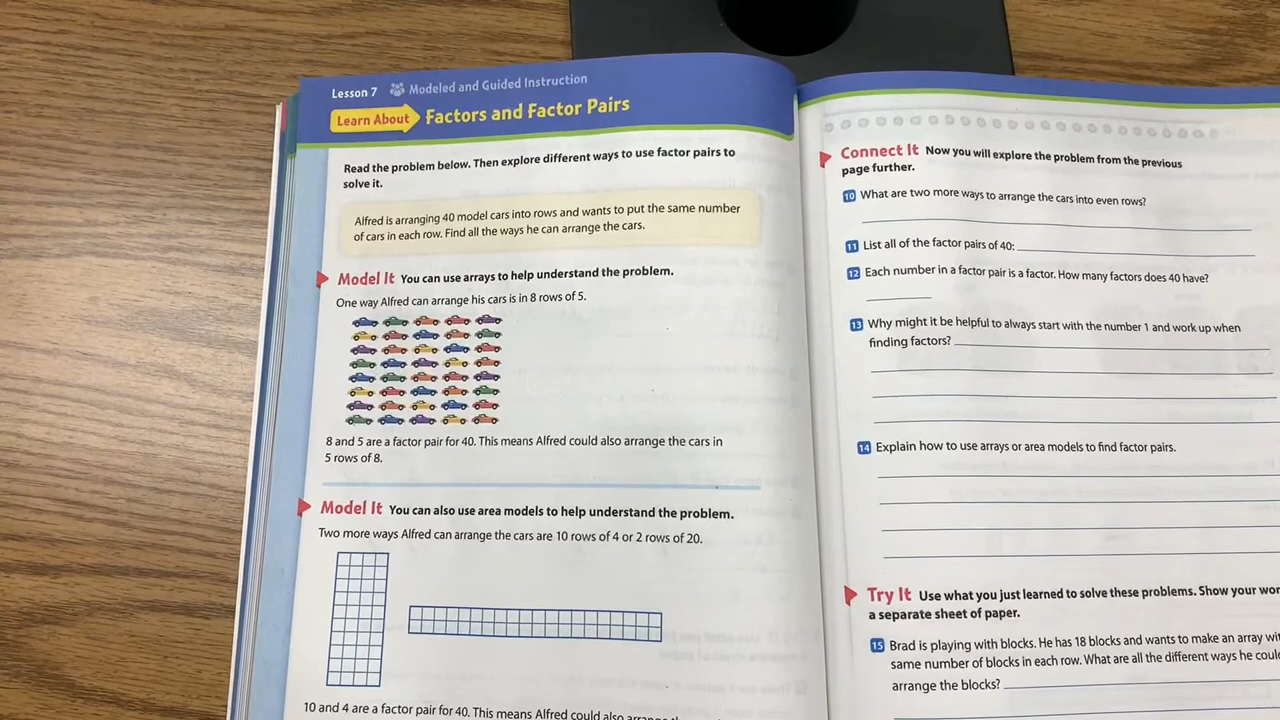 Lesson 7 Modeled and Guided Instruction
Learn About Factors and Factor Pairs
Read the problem below. Then explore different ways to use factor pairs to
solve it.
Alfred is arranging 40 model cars into rows and wants to put the same number
of cars in each row. Find all the ways he can arrange the cars.
Model It You can use arrays to help understand the problem.
One way Alfred can arrange his cars is in 8 rows of 5.
8 and 5 are a factor pair for 40. This means Alfred could also arrange the cars in
5 rows of 8.
Model It You can also use area models to help understand the problem.
Two more ways Alfred can arrange the cars are 10 rows of 4 or 2 rows of 20.
10 and 4 are a factor pair for 40. This means Alfred could also
Connect It Now you will explore the problem from the previous
page further.
10 What are two more ways to arrange the cars into even rows?
11 List all of the factor pairs of 40:
12 Each number in a factor pair is a factor. How many factors does 40 have?
13 Why might it be helpful to always start with the number 1 and work up when
finding factors?
14 Explain how to use arrays or area models to find factor pairs.
Try It Use what you just learned to solve these problems. Show your wor
a separate sheet of paper.
15 Brad is playing with blocks. He has 18 blocks and wants to make an array wi
same number of blocks in each row. What are all the different ways he coul
arrange the blocks?